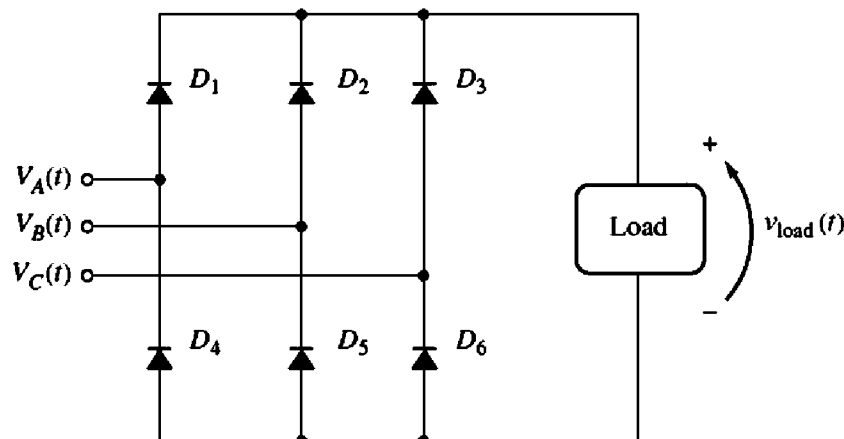 D1 D2 D3
VA(t)
+
VB(t)
Load
vload(t)
VC(t)
−
D4 D5 D6